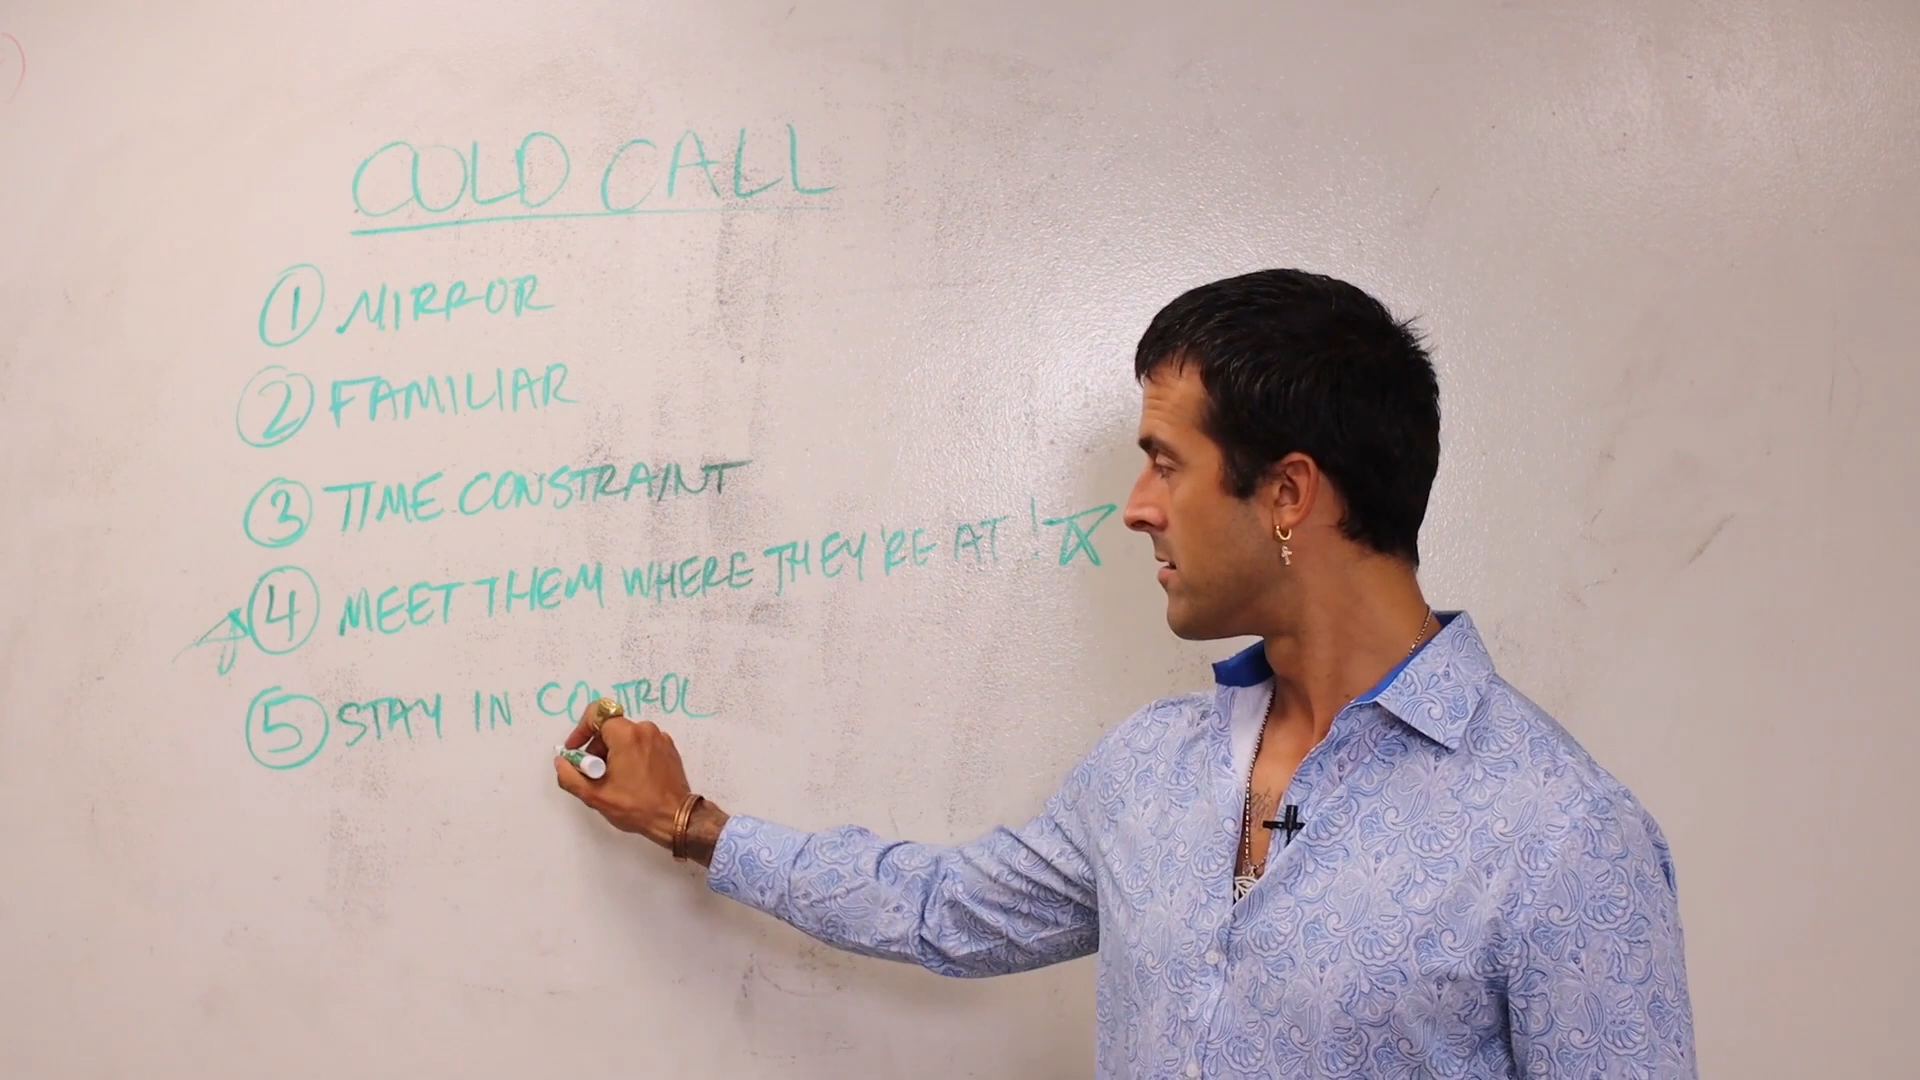 COLD CALL
1 MIRROR
2 FAMILIAR
3 TIME CONSTRAINT
4 MEET THEM WHERE THEY'RE AT !
5 STAY IN CONTROL